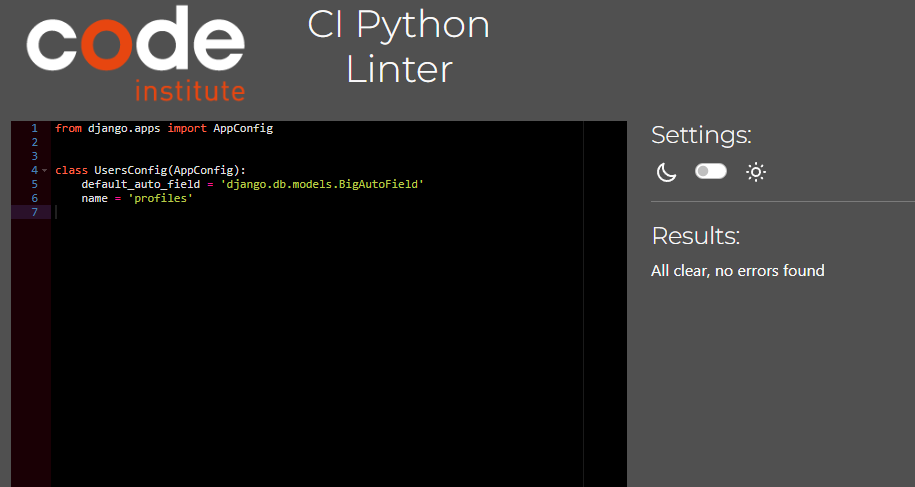 code
institute
CI Python
Linter
1 from django.apps import AppConfig
2
3
4 class UsersConfig(AppConfig):
5     default_auto_field = 'django.db.models.BigAutoField'
6     name = 'profiles'
7
Settings:
Results:
All clear, no errors found